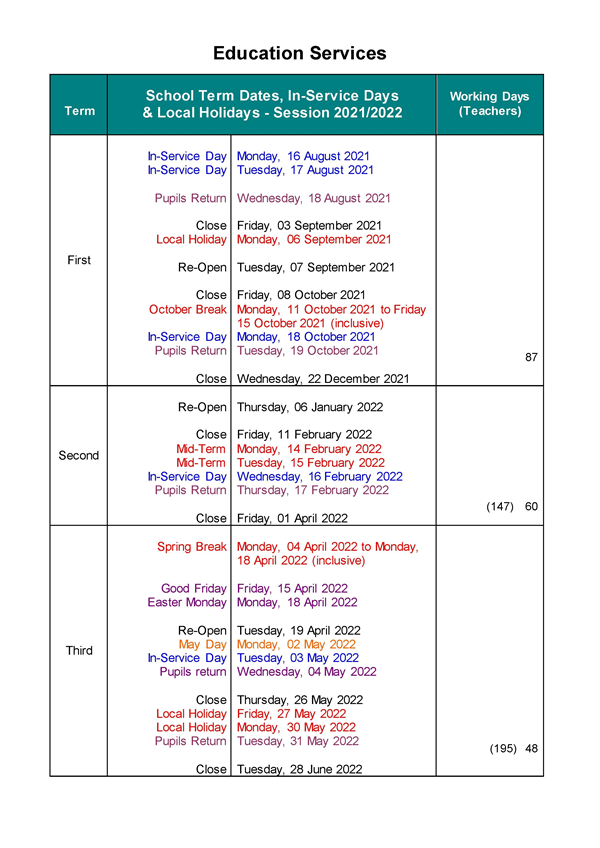 Education Services
Term
School Term Dates, In-Service Days
& Local Holidays - Session 2021/2022
Working Days
(Teachers)
First
In-Service Day Monday, 16 August 2021
In-Service Day Tuesday, 17 August 2021
Pupils Return Wednesday, 18 August 2021
Close Friday, 03 September 2021
Local Holiday Monday, 06 September 2021
Re-Open Tuesday, 07 September 2021
Close Friday, 08 October 2021
October Break Monday, 11 October 2021 to Friday
15 October 2021 (inclusive)
In-Service Day Monday, 18 October 2021
Pupils Return Tuesday, 19 October 2021
Close Wednesday, 22 December 2021
87
Second
Re-Open Thursday, 06 January 2022
Close Friday, 11 February 2022
Mid-Term Monday, 14 February 2022
Mid-Term Tuesday, 15 February 2022
In-Service Day Wednesday, 16 February 2022
Pupils Return Thursday, 17 February 2022
Close Friday, 01 April 2022
(147) 60
Third
Spring Break Monday, 04 April 2022 to Monday,
18 April 2022 (inclusive)
Good Friday Friday, 15 April 2022
Easter Monday Monday, 18 April 2022
Re-Open Tuesday, 19 April 2022
May Day Monday, 02 May 2022
In-Service Day Tuesday, 03 May 2022
Pupils return Wednesday, 04 May 2022
Close Thursday, 26 May 2022
Local Holiday Friday, 27 May 2022
Local Holiday Monday, 30 May 2022
Pupils Return Tuesday, 31 May 2022
Close Tuesday, 28 June 2022
(195) 48